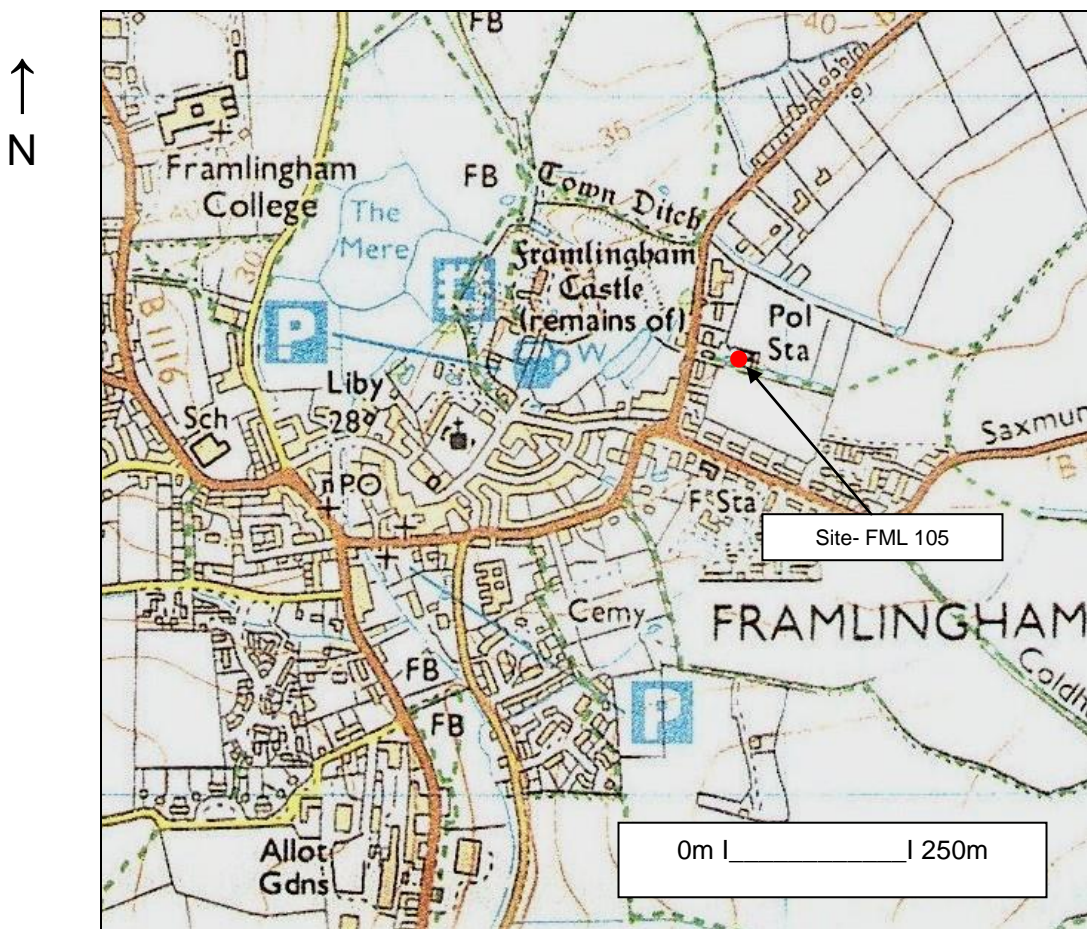 N
FB
40
35
Framlingham
College
The
Mere
FB
Town Ditch
Framlingham
Castle
(remains of)
30
B 1116
P
W
Pol
Sta
Liby
28
Sch
PO
F Sta
Saxmun
B
Site- FML 105
Cemy
FRAMLINGHAM
Coldh
FB
FB
P
Allot
Gdns
0m I_____________I 250m